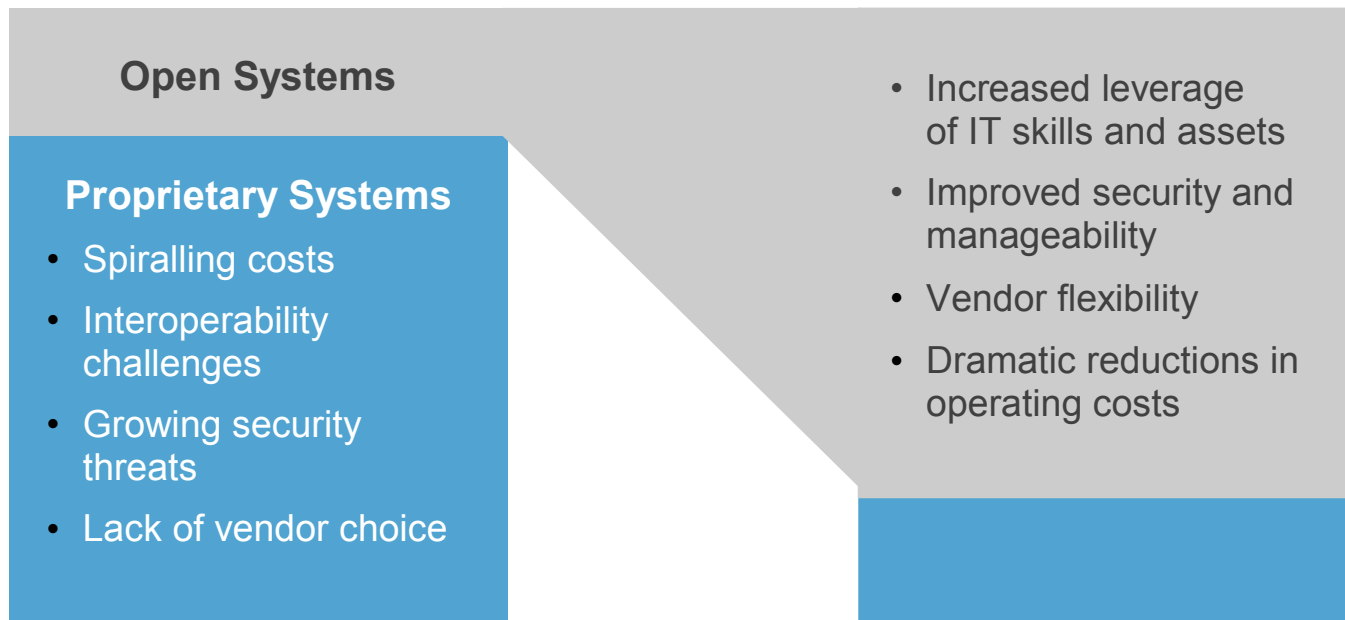 Open Systems
Proprietary Systems
• Spiralling costs
• Interoperability
challenges
• Growing security
threats
• Lack of vendor choice
• Increased leverage
of IT skills and assets
• Improved security and
manageability
• Vendor flexibility
• Dramatic reductions in
operating costs